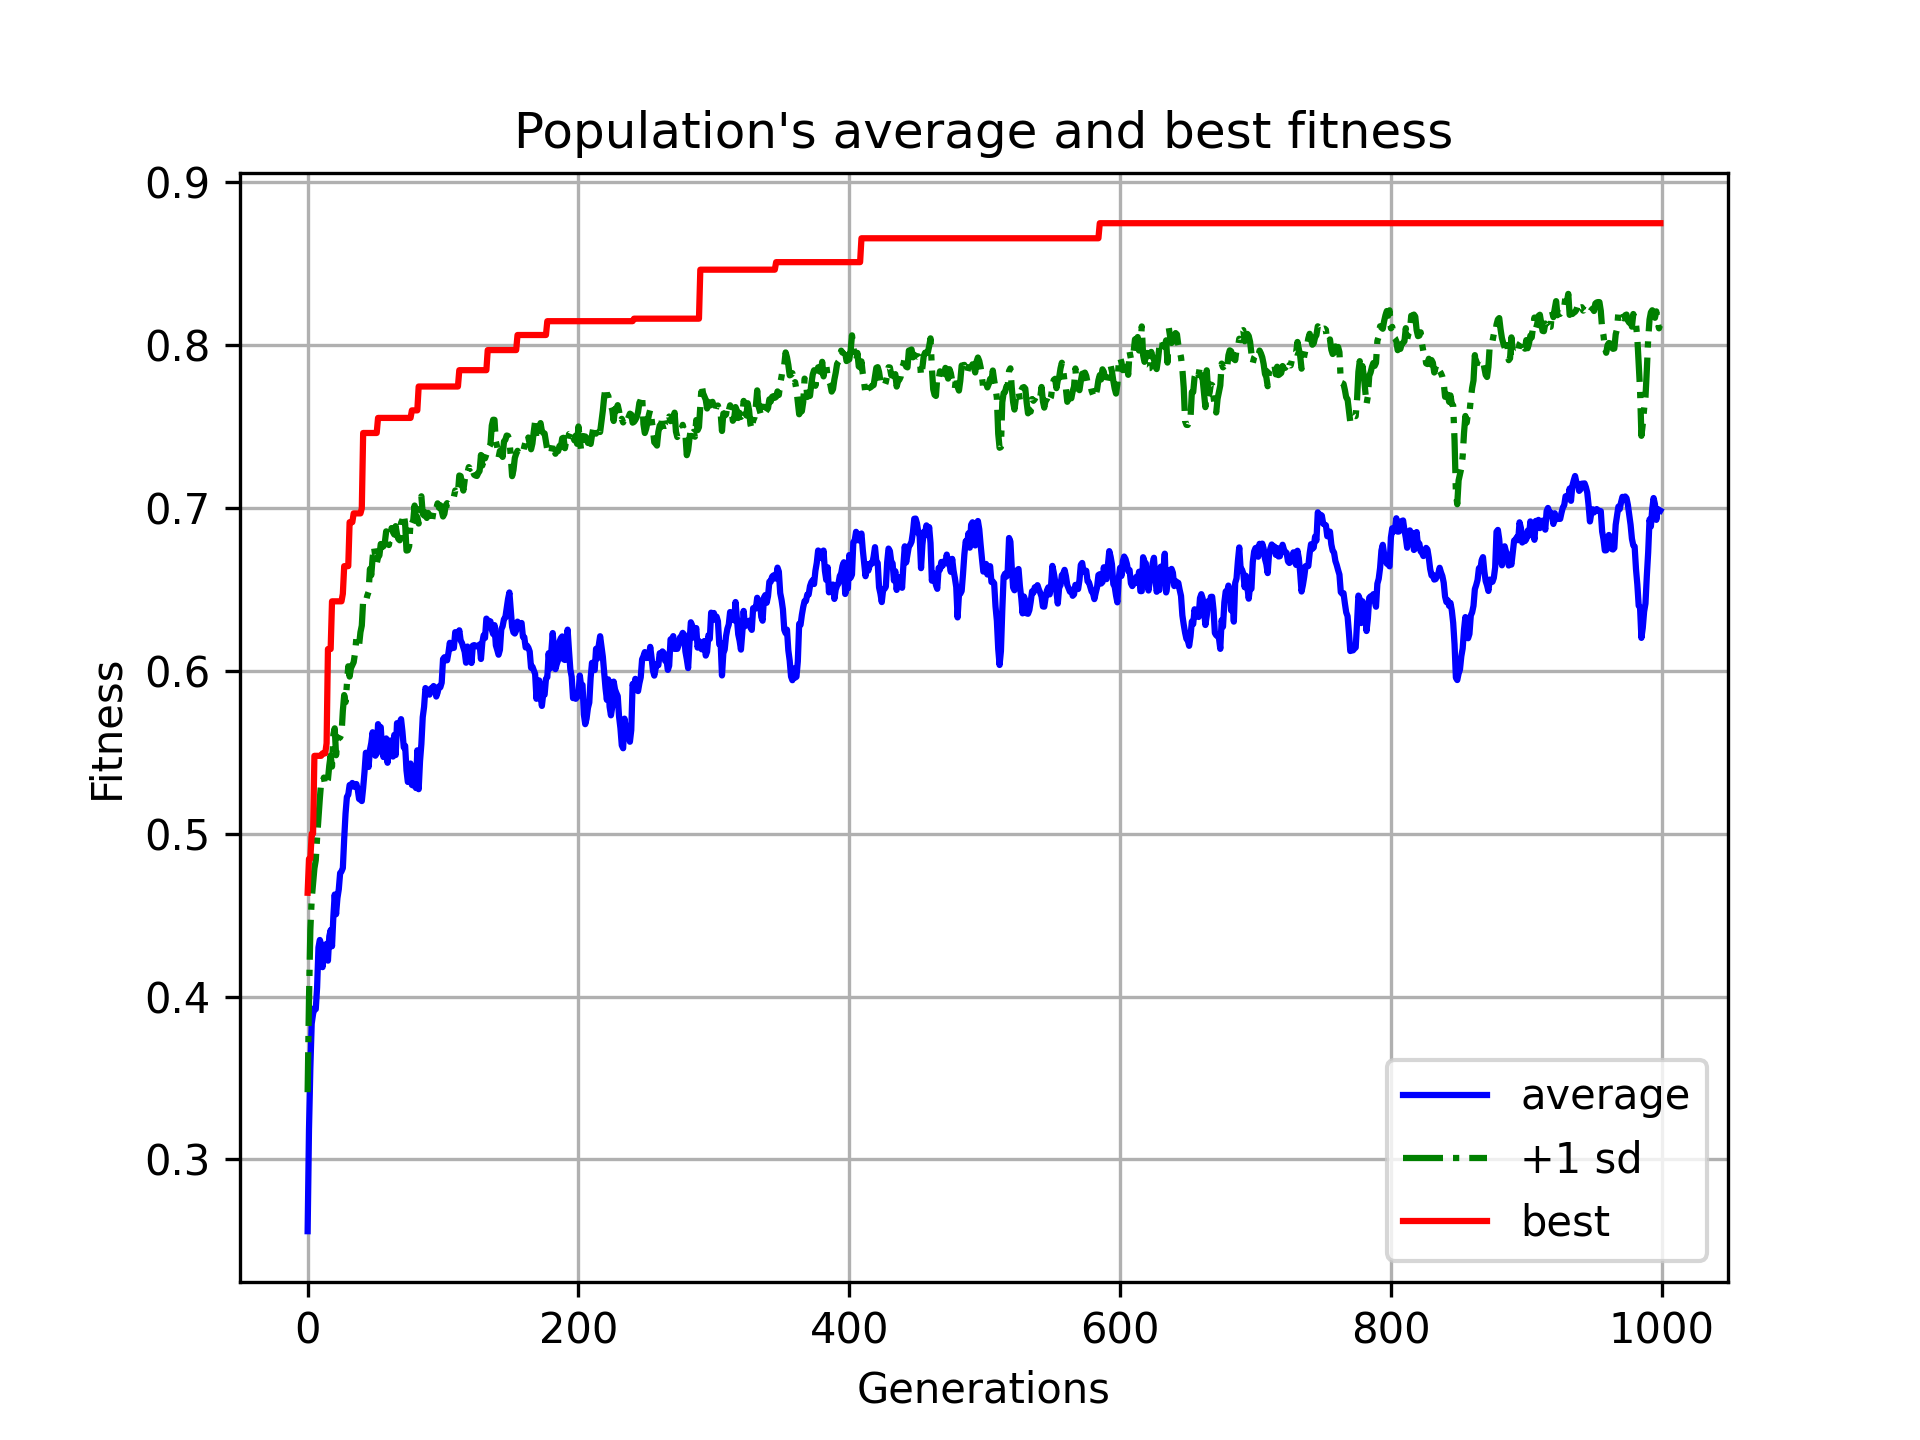 Population's average and best fitness
0.9
0.8
0.7
0.6
0.5
0.4
0.3
Fitness
0
200
400
600
800
1000
Generations
average
+1 sd
best